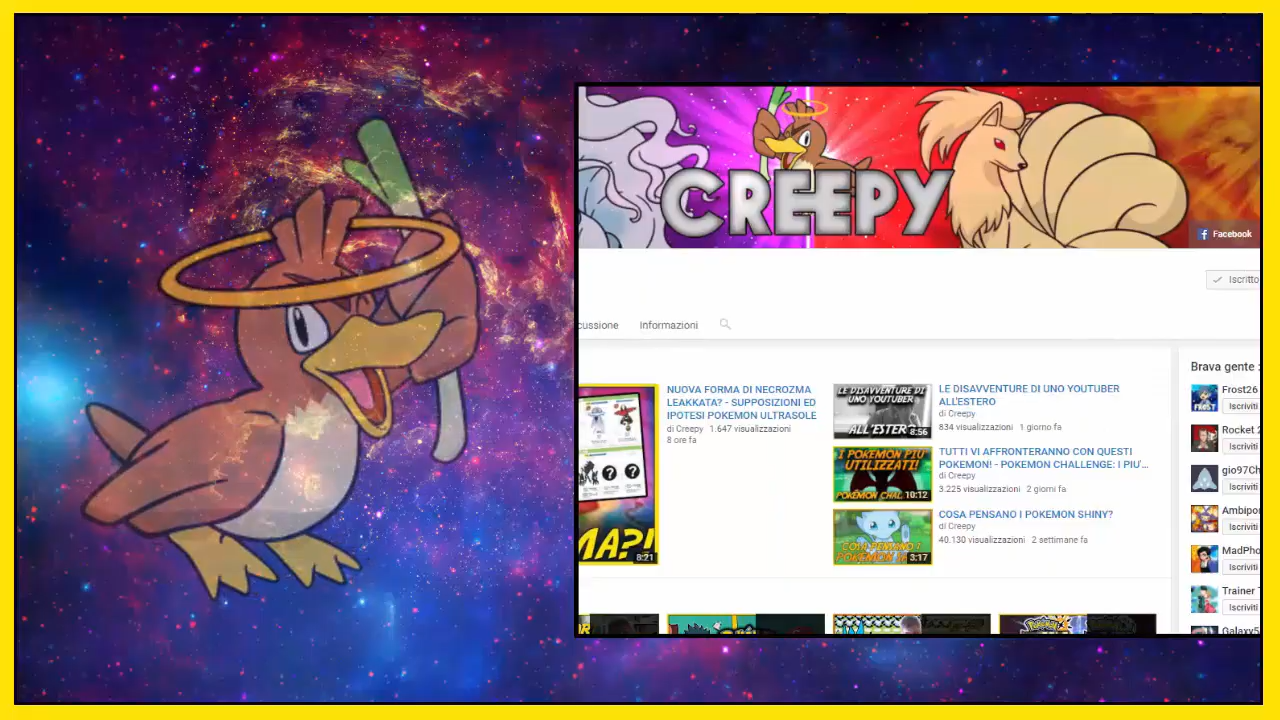 CREEPY
Facebook
Iscritto
cussione Informazioni
NUOVA FORMA DI NECROZMA
LEAKKATA? - SUPPOSIZIONI ED
IPOTESI POKEMON ULTRASOLE
di Creepy 1.647 visualizzazioni
8 ore fa
MA?!
8:21
LE DISAVVENTURE DI
UNO YOUTUBER
ALL'ESTER
8:56
LE DISAVVENTURE DI UNO YOUTUBER
ALL'ESTERO
di Creepy
834 visualizzazioni 1 giorno fa
I POKEMON PIU'
UTILIZZATI!
POKEMON CHAL
10:12
TUTTI VI AFFRONTERANNO CON QUESTI
POKEMON! - POKEMON CHALLENGE: I PIU'...
di Creepy
3.225 visualizzazioni 2 giorni fa
COSA PENSANO I
POKEMON
3:17
COSA PENSANO I POKEMON SHINY?
di Creepy
40.130 visualizzazioni 2 settimane fa
Brava gente :
Frost26
Iscriviti
Rocket 2
Iscriviti
gio97Ch
Iscriviti
Ambipo
Iscriviti
MadPho
Iscriviti
Trainer
Iscriviti
Galaxy5